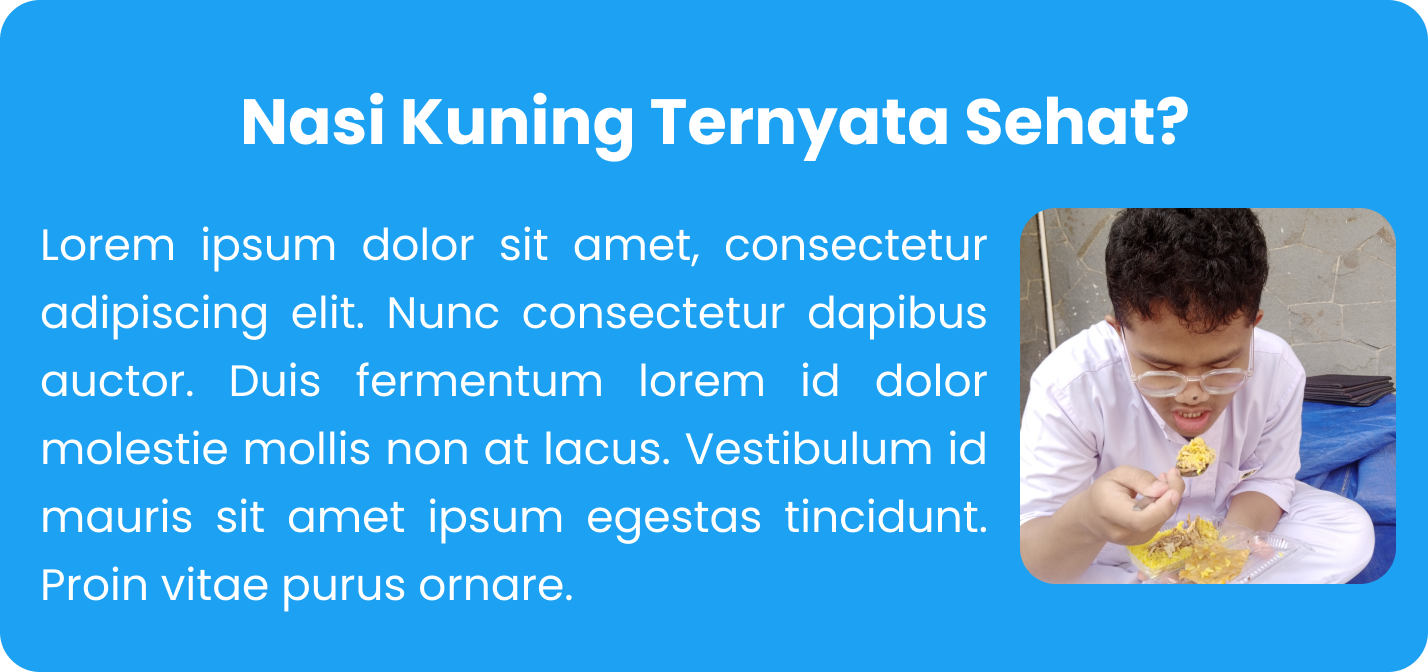 Nasi Kuning Ternyata Sehat?
Lorem ipsum dolor sit amet, consectetur
adipiscing elit. Nunc consectetur dapibus
auctor. Duis fermentum lorem id dolor
molestie mollis non at lacus. Vestibulum id
mauris sit amet ipsum egestas tincidunt.
Proin vitae purus ornare.